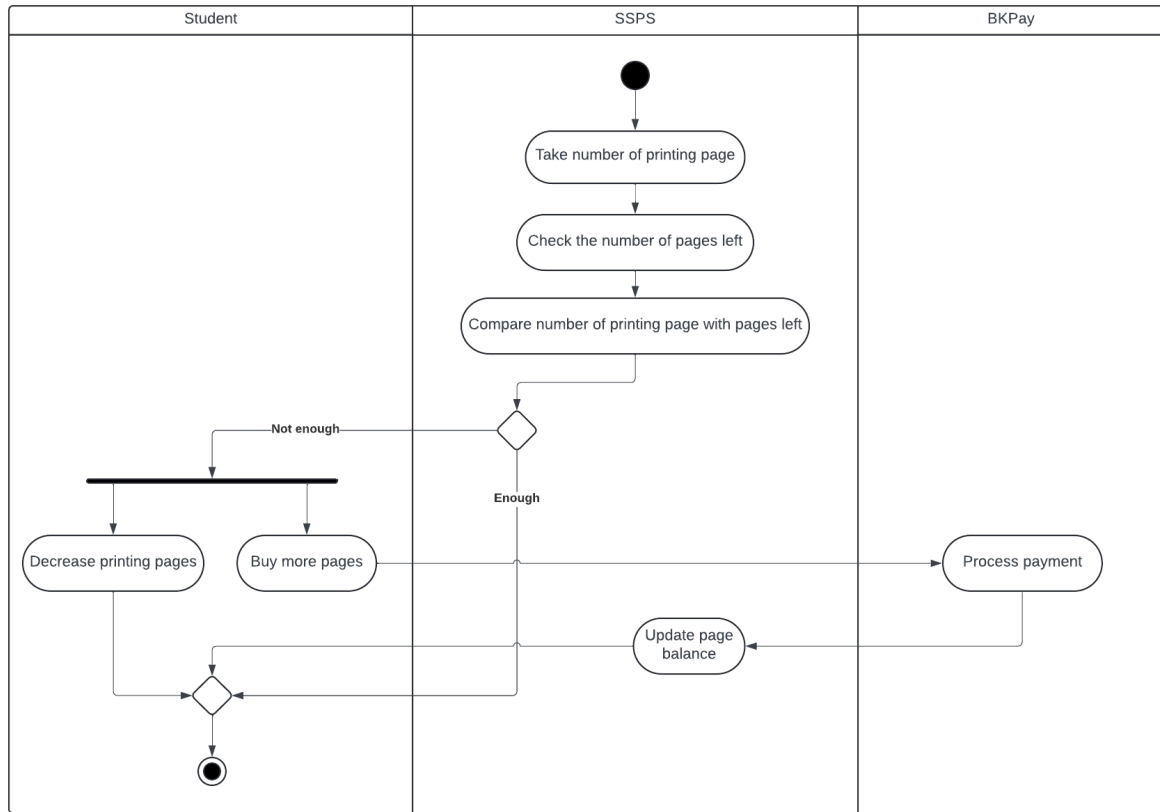 Student
SSPS
BKPay
Take number of printing page
Check the number of pages left
Compare number of printing page with pages left
Not enough
Enough
Decrease printing pages
Buy more pages
Process payment
Update page
balance